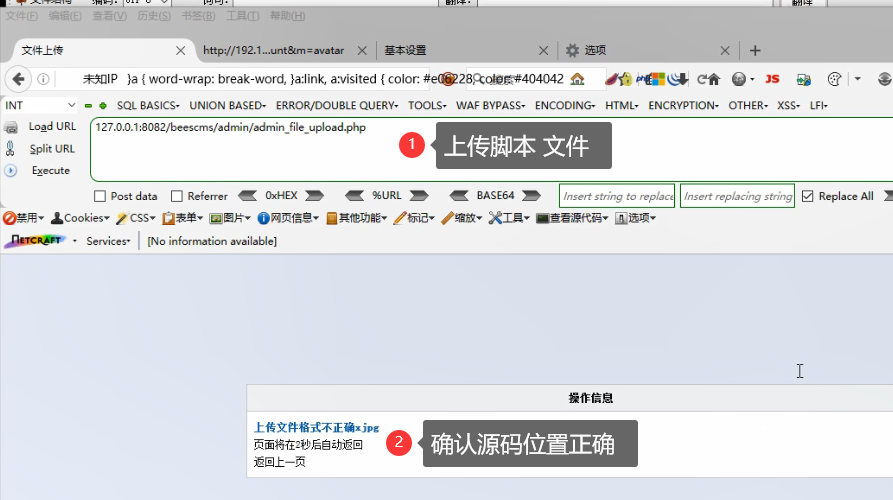 文件(F) 编辑(E) 查看(V) 历史(S) 书签(B) 工具(T) 帮助(H)
文件上传 http://192.1...unt&m=avatar 基本设置 选项
未知IP }a { word-wrap: break-word, }a:link, a:visited { color: #e06228, color: #404042
INT SQL BASICS UNION BASED ERROR/DOUBLE QUERY TOOLS WAF BYPASS ENCODING HTML ENCRYPTION OTHER XSS LFI
Load URL
Split URL
Execute
127.0.0.1:8082/beescms/admin/admin_file_upload.php
1 上传脚本 文件
Post data Referrer 0xHEX %URL BASE64 Insert string to replace Insert replacing string Replace All
禁用 Cookies CSS 表单 图片 网页信息 其他功能 标记 缩放 工具 查看源代码 选项
NETCRAFT Services [No information available]
操作信息
上传文件格式不正确x.jpg
页面将在2秒后自动返回
返回上一页
2 确认源码位置正确